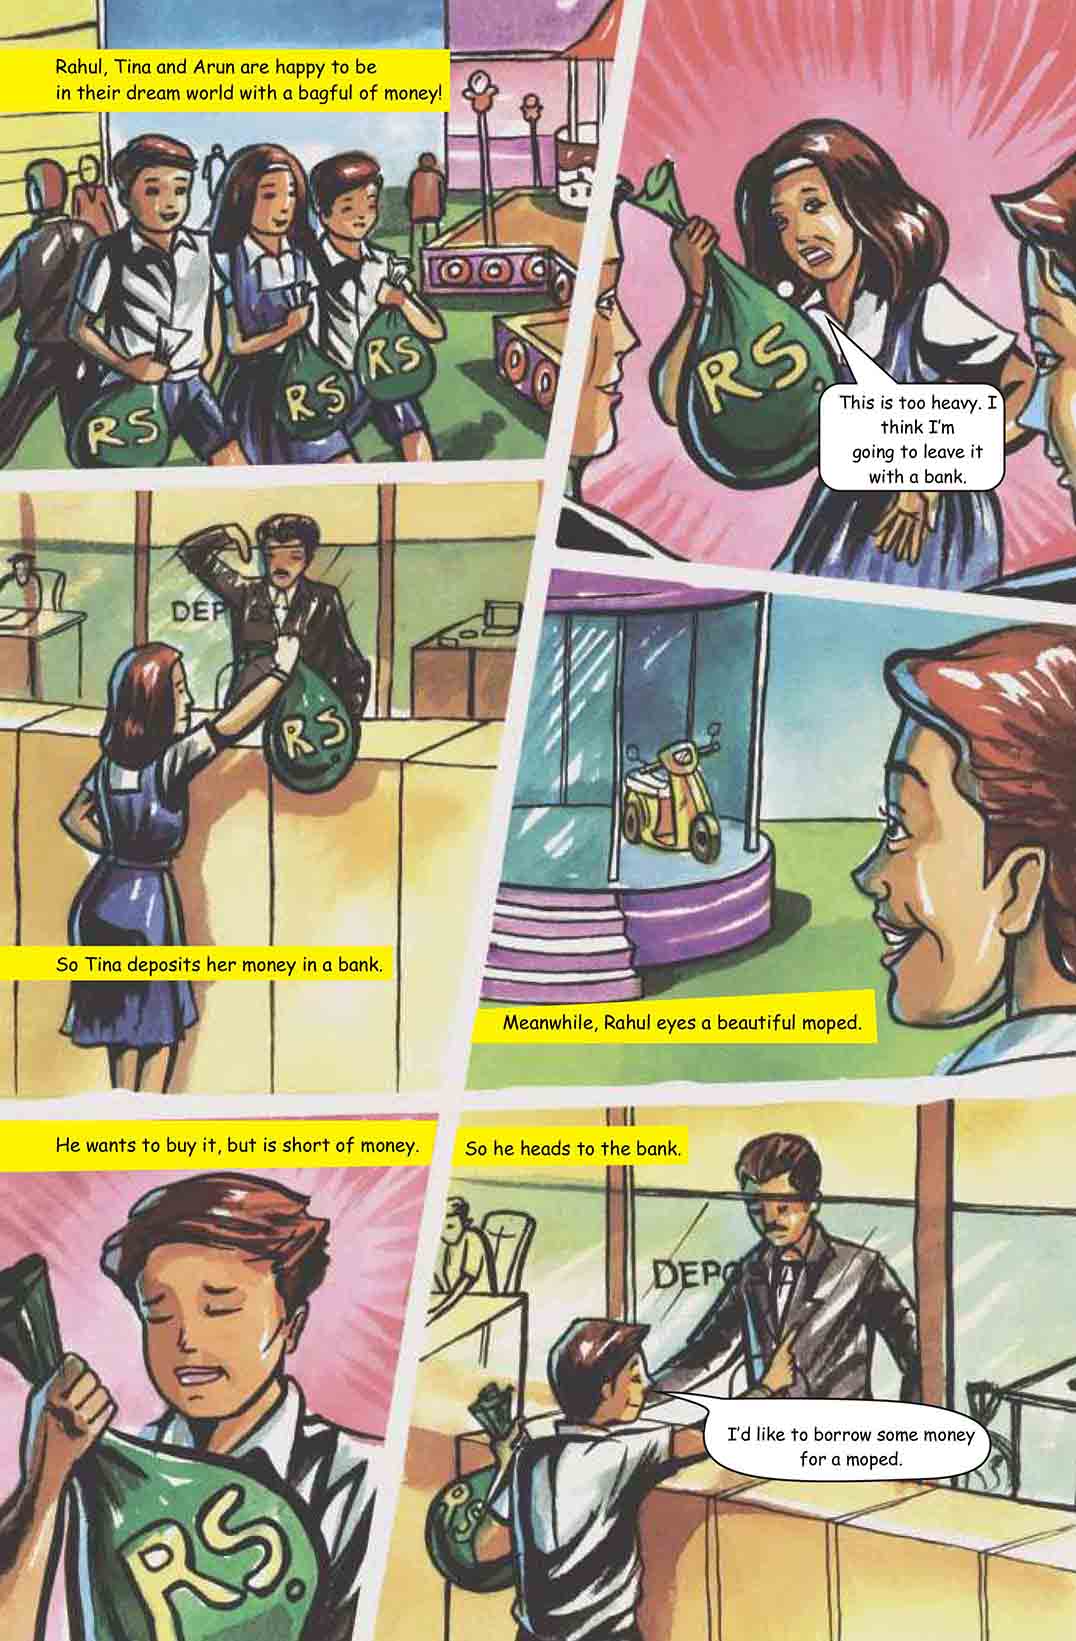 Rahul, Tina and Arun are happy to be
in their dream world with a bagful of money!
RS
RS
RS
RS.
This is too heavy. I
think I'm
going to leave it
with a bank.
DEP
RS.
So Tina deposits her money in a bank.
Meanwhile, Rahul eyes a beautiful moped.
He wants to buy it, but is short of money.
RS.
So he heads to the bank.
DEPOSIT
I'd like to borrow some money
for a moped.